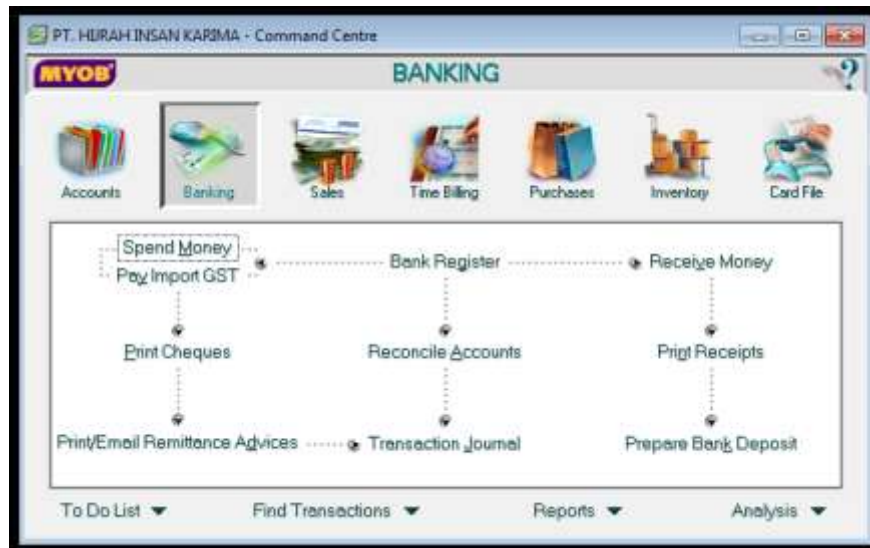 PT. HIJRAH INSAN KARIMA - Command Centre
MYOB
BANKING
Accounts Banking Sales Time Billing Purchases Inventory Card File
Spend Money
Pay Import GST
Bank Register
Receive Money
Print Cheques
Reconcile Accounts
Print Receipts
Print/Email Remittance Advices
Transaction Journal
Prepare Bank Deposit
To Do List
Find Transactions
Reports
Analysis